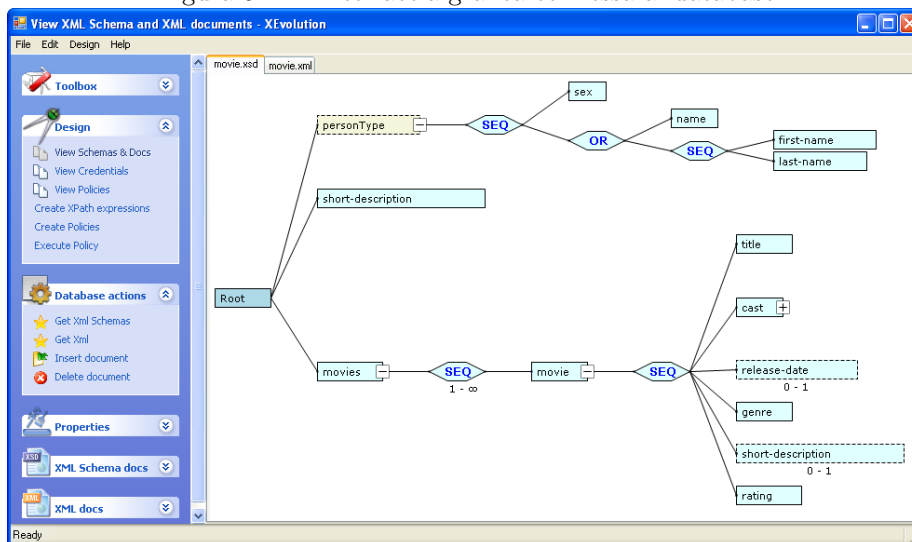 View XML Schema and XML documents - XEvolution
File Edit Design Help
Toolbox
Design
View Schemas & Docs
View Credentials
View Policies
Create XPath expressions
Create Policies
Execute Policy
Database actions
Get Xml Schemas
Get Xml
Insert document
Delete document
Properties
XSD
XML Schema docs
XML
XML docs
movie.xsd movie.xml
sex
personType
SEQ
name
OR
first-name
SEQ
last-name
short-description
title
Root
cast
movies
SEQ
1 - ∞
movie
SEQ
release-date
0 - 1
genre
short-description
0 - 1
rating
Ready